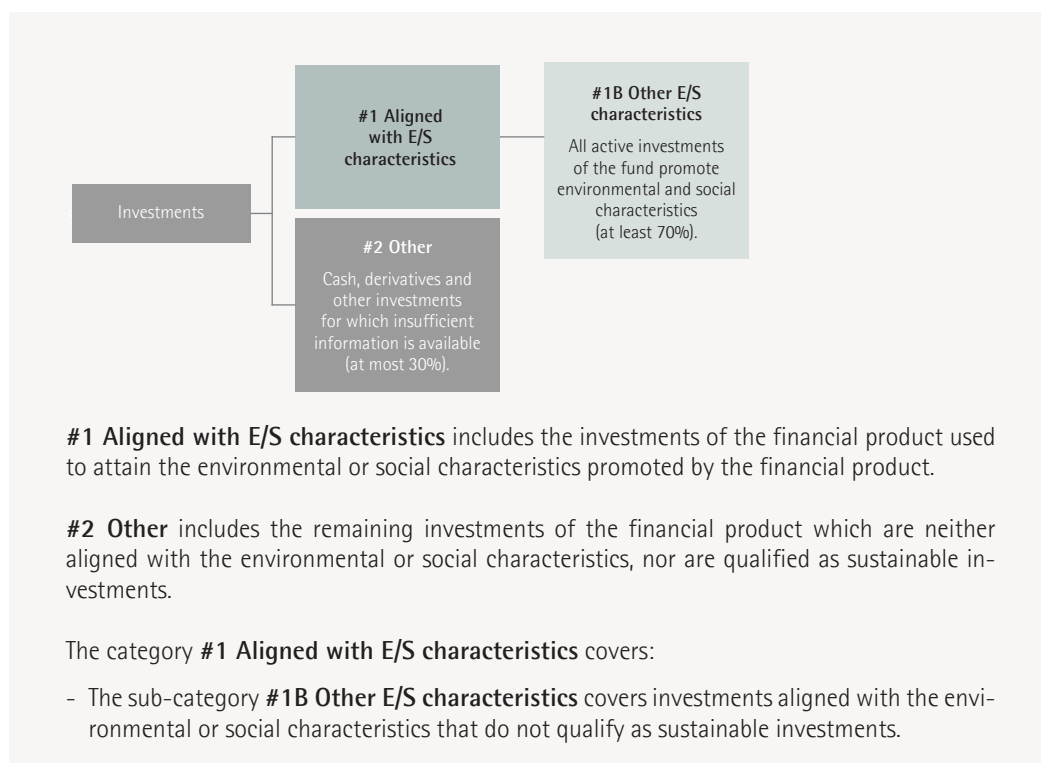 Investments
#1 Aligned
with E/S
characteristics
#1B Other E/S
characteristics
All active investments
of the fund promote
environmental and social
characteristics
(at least 70%).
#2 Other
Cash, derivatives and
other investments
for which insufficient
information is available
(at most 30%).
#1 Aligned with E/S characteristics includes the investments of the financial product used
to attain the environmental or social characteristics promoted by the financial product.
#2 Other includes the remaining investments of the financial product which are neither
aligned with the environmental or social characteristics, nor are qualified as sustainable in-
vestments.
The category #1 Aligned with E/S characteristics covers:
- The sub-category #1B Other E/S characteristics covers investments aligned with the envi-
ronmental or social characteristics that do not qualify as sustainable investments.